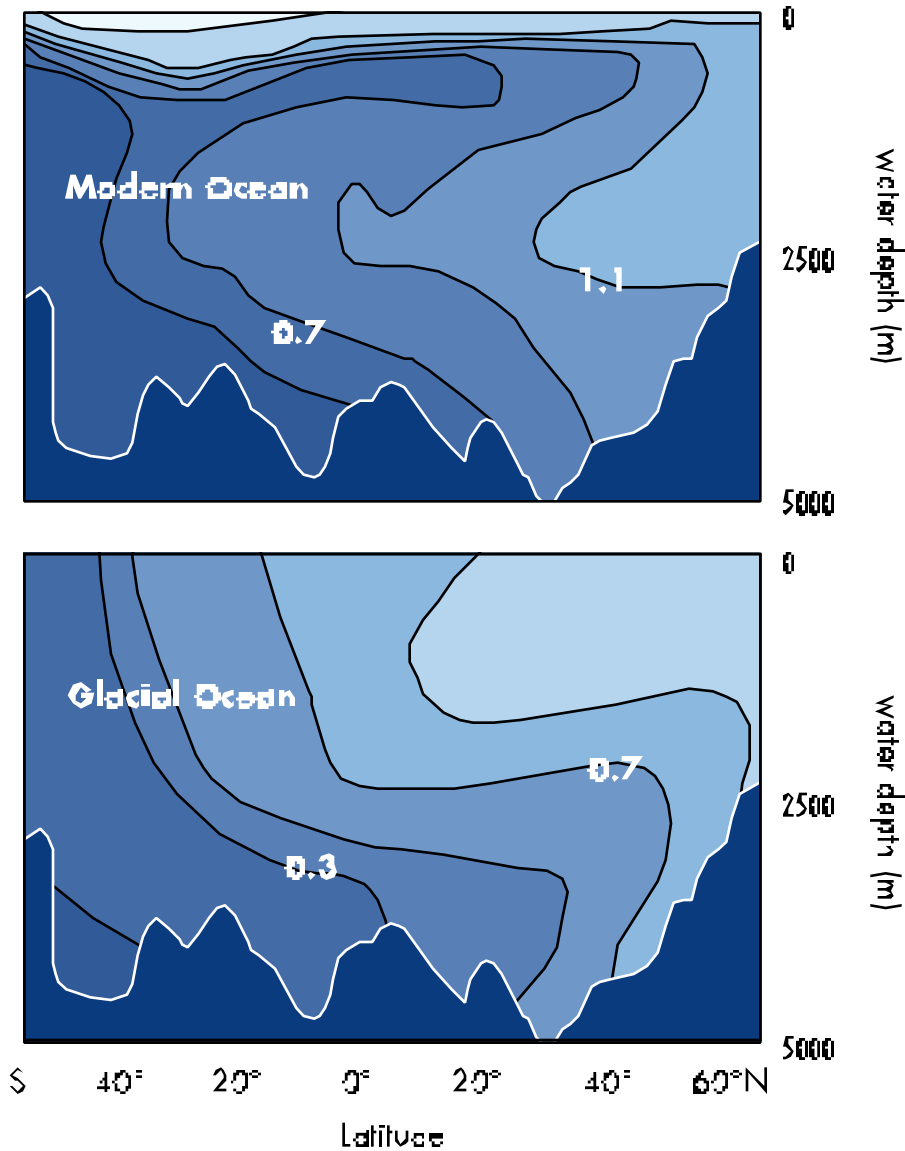 0
Modern Ocean
water depth (m)
2500
1.1
0.7
5000
0
Glacial Ocean
water depth (m)
0.7
2500
0.3
5000
S 40° 20° 0° 20° 40° 60°N
Latitude